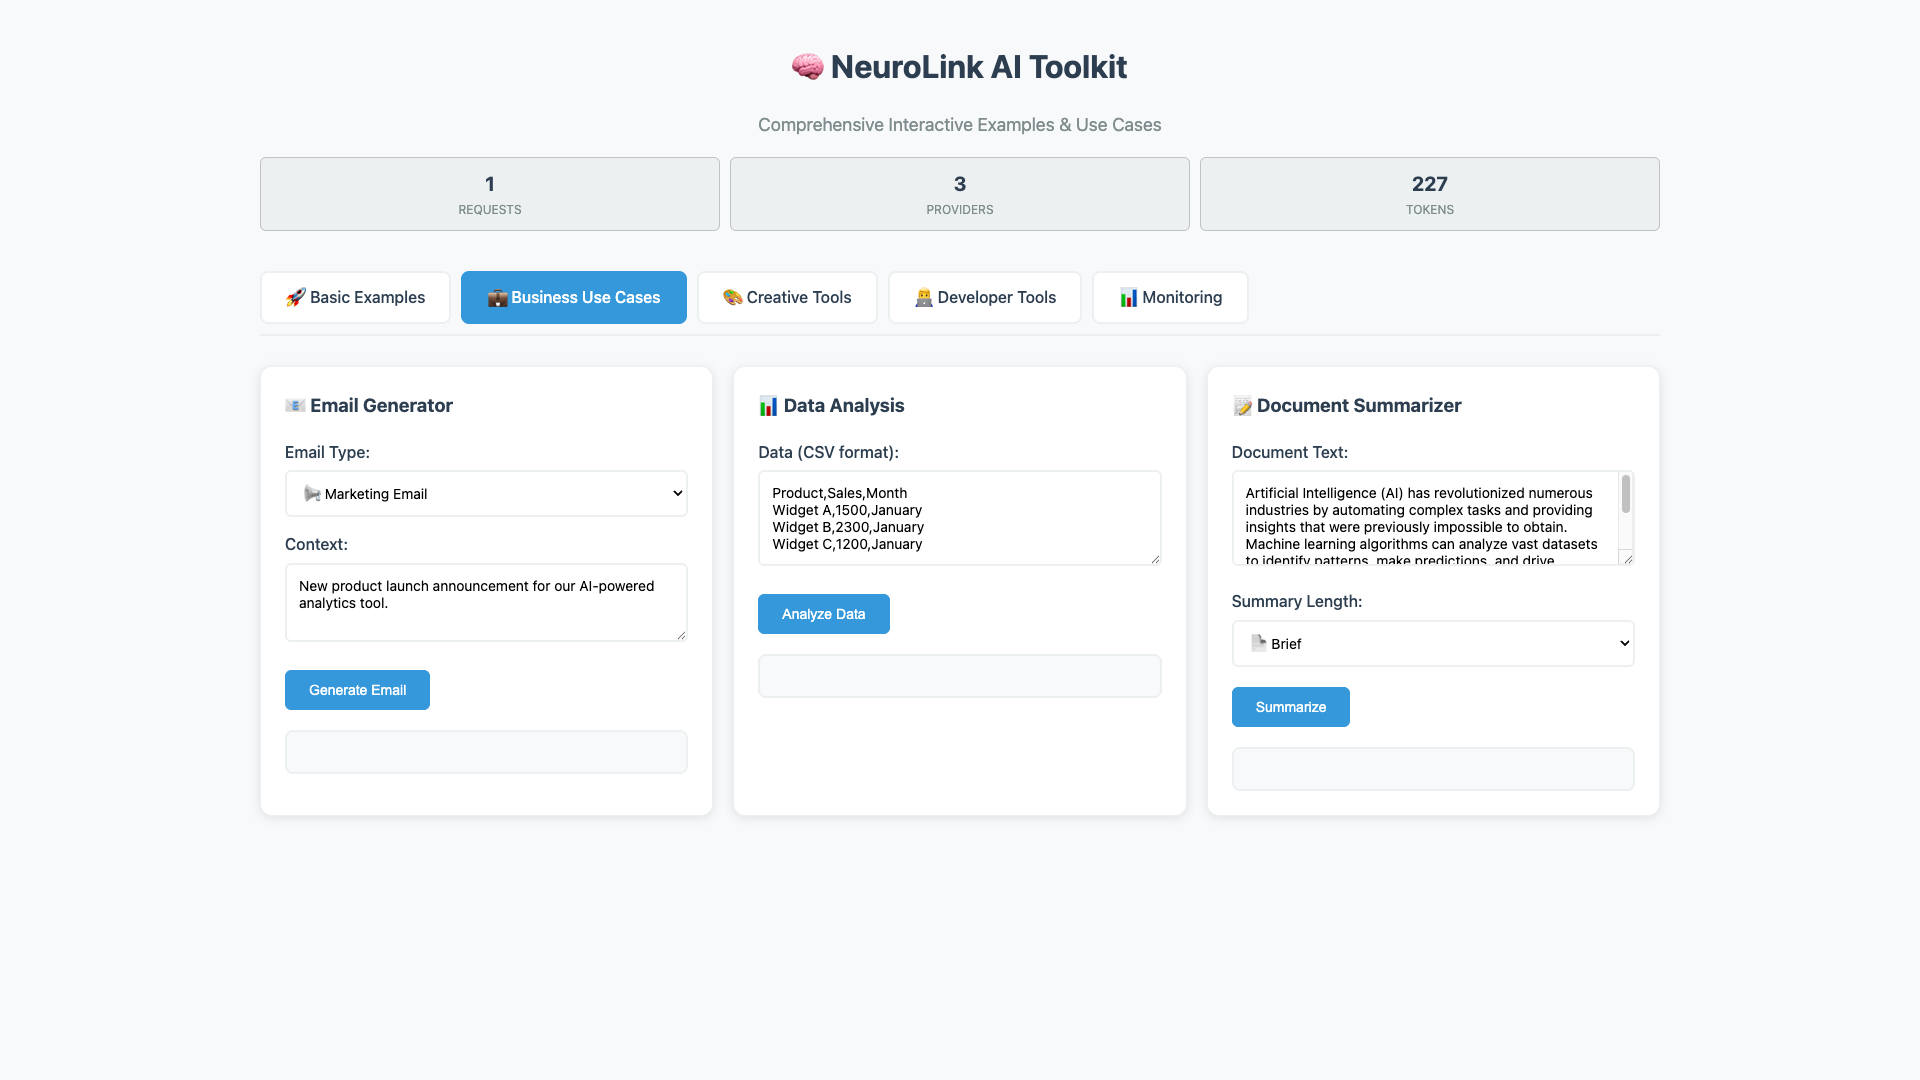 NeuroLink AI Toolkit
Comprehensive Interactive Examples & Use Cases
1
REQUESTS
3
PROVIDERS
227
TOKENS
Basic Examples
Business Use Cases
Creative Tools
Developer Tools
Monitoring
Email Generator
Email Type:
Marketing Email
Context:
New product launch announcement for our AI-powered
analytics tool.
Generate Email
Data Analysis
Data (CSV format):
Product,Sales,Month
Widget A,1500,January
Widget B,2300,January
Widget C,1200,January
Analyze Data
Document Summarizer
Document Text:
Artificial Intelligence (AI) has revolutionized numerous
industries by automating complex tasks and providing
insights that were previously impossible to obtain.
Machine learning algorithms can analyze vast datasets
to identify patterns, make predictions, and drive
Summary Length:
Brief
Summarize